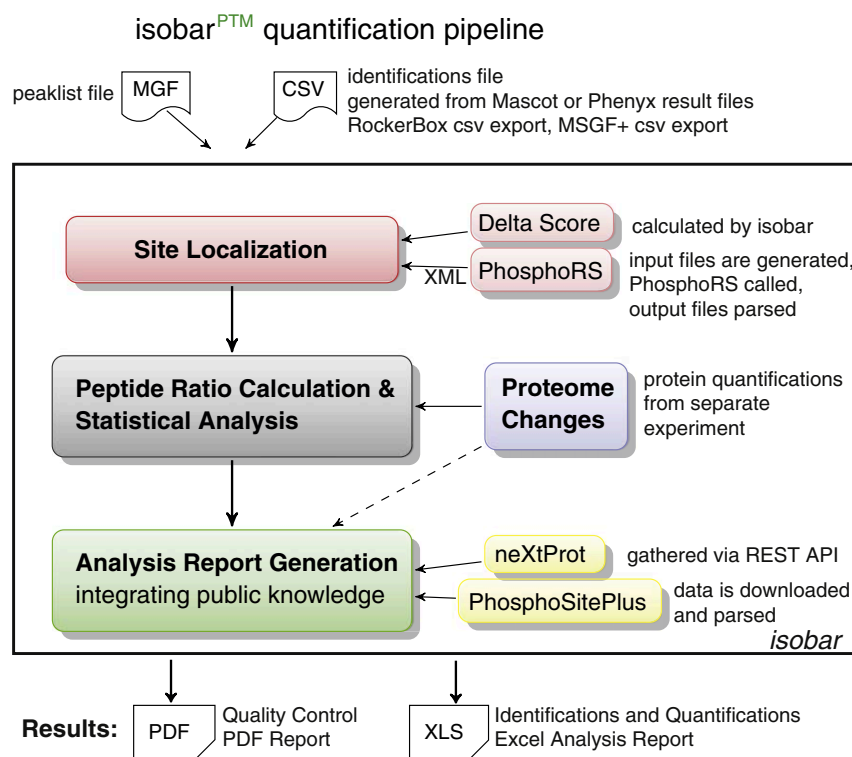 isobarPTM quantification pipeline
peaklist file
MGF
CSV
identifications file
generated from Mascot or Phenyx result files
RockerBox csv export, MSGF+ csv export
Site Localization
Delta Score
calculated by isobar
XML
PhosphoRS
input files are generated,
PhosphoRS called,
output files parsed
Peptide Ratio Calculation &
Statistical Analysis
Proteome
Changes
protein quantifications
from separate
experiment
Analysis Report Generation
integrating public knowledge
neXtProt
gathered via REST API
PhosphoSitePlus
data is downloaded
and parsed
isobar
Results:
PDF
Quality Control
PDF Report
XLS
Identifications and Quantifications
Excel Analysis Report